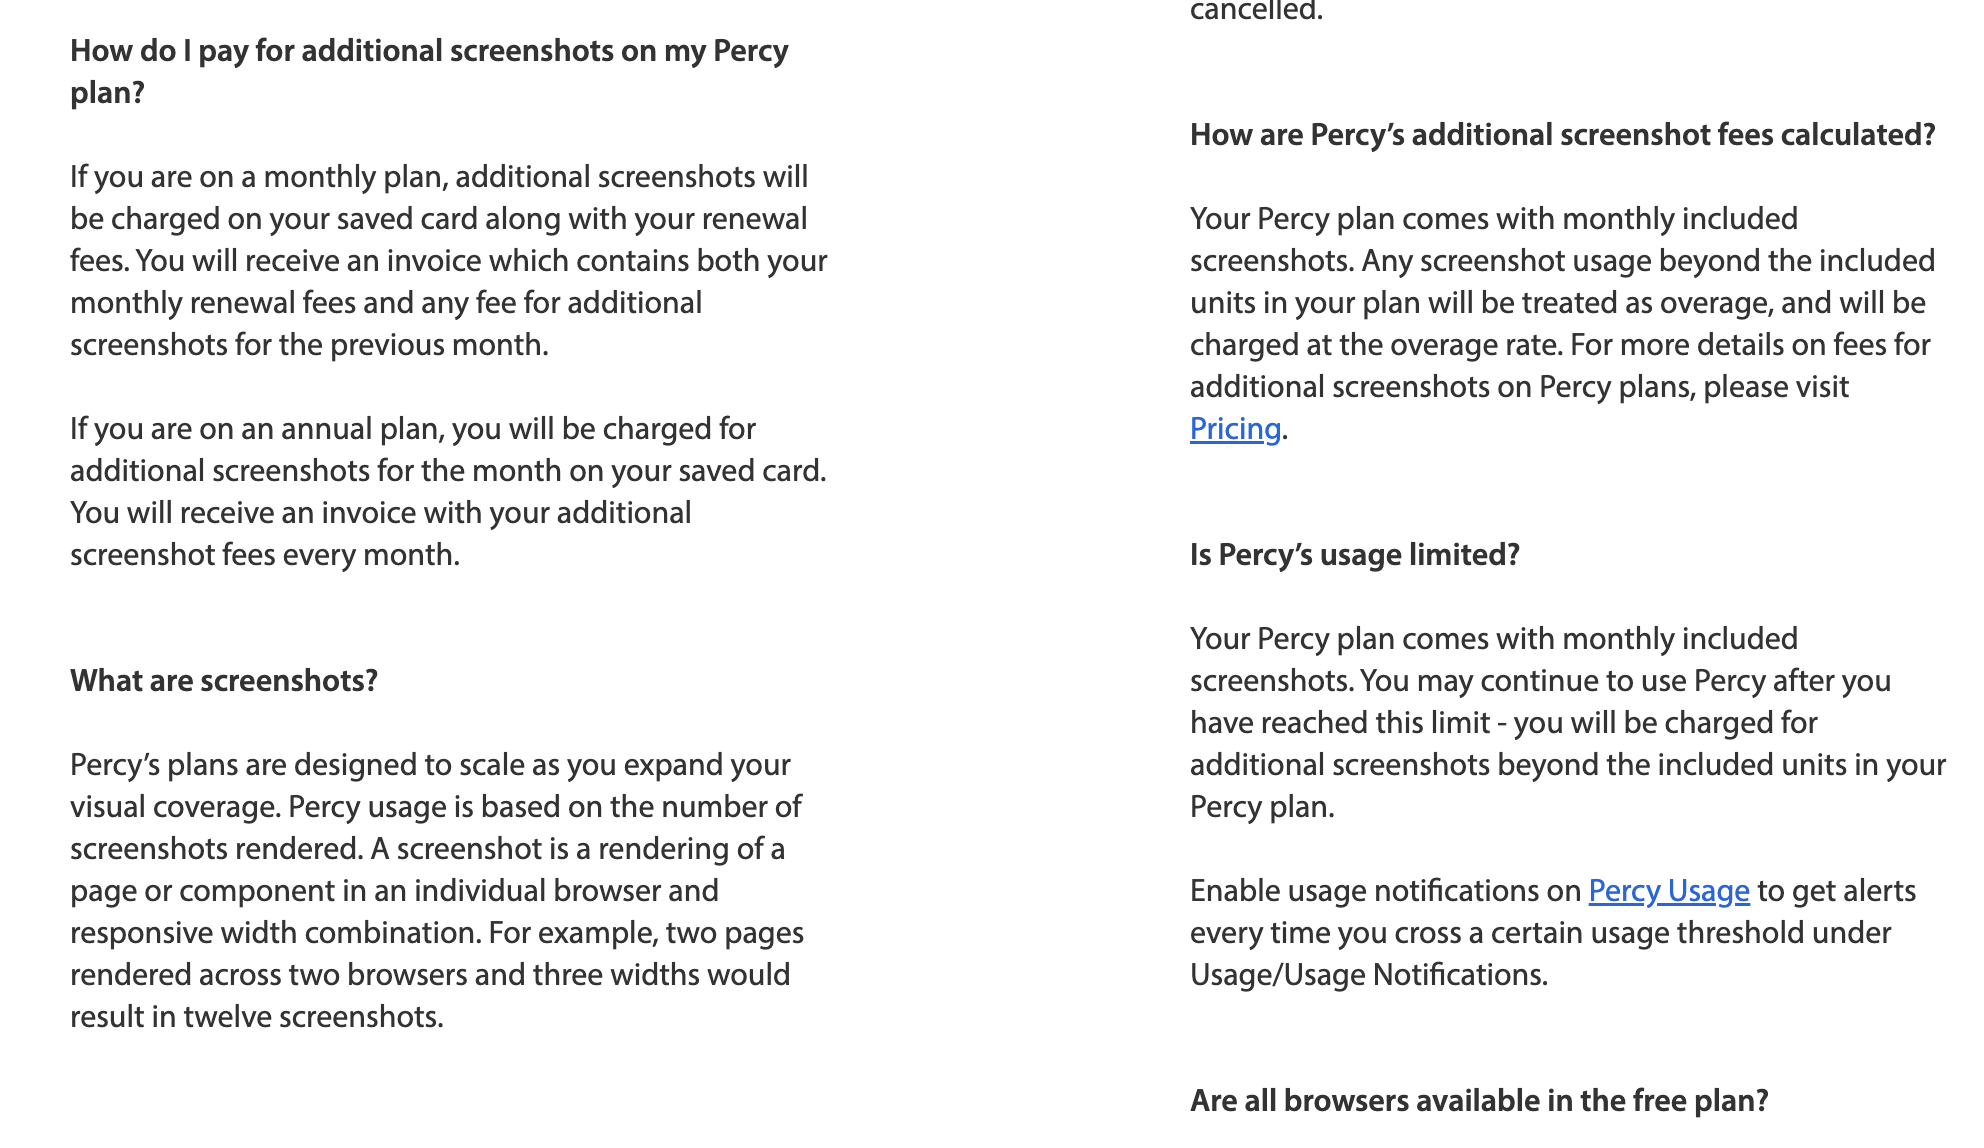 How do I pay for additional screenshots on my Percy
plan?
If you are on a monthly plan, additional screenshots will
be charged on your saved card along with your renewal
fees. You will receive an invoice which contains both your
monthly renewal fees and any fee for additional
screenshots for the previous month.
If you are on an annual plan, you will be charged for
additional screenshots for the month on your saved card.
You will receive an invoice with your additional
screenshot fees every month.
What are screenshots?
Percy’s plans are designed to scale as you expand your
visual coverage. Percy usage is based on the number of
screenshots rendered. A screenshot is a rendering of a
page or component in an individual browser and
responsive width combination. For example, two pages
rendered across two browsers and three widths would
result in twelve screenshots.
cancelled.
How are Percy’s additional screenshot fees calculated?
Your Percy plan comes with monthly included
screenshots. Any screenshot usage beyond the included
units in your plan will be treated as overage, and will be
charged at the overage rate. For more details on fees for
additional screenshots on Percy plans, please visit
Pricing.
Is Percy’s usage limited?
Your Percy plan comes with monthly included
screenshots. You may continue to use Percy after you
have reached this limit - you will be charged for
additional screenshots beyond the included units in your
Percy plan.
Enable usage notifications on Percy Usage to get alerts
every time you cross a certain usage threshold under
Usage/Usage Notifications.
Are all browsers available in the free plan?